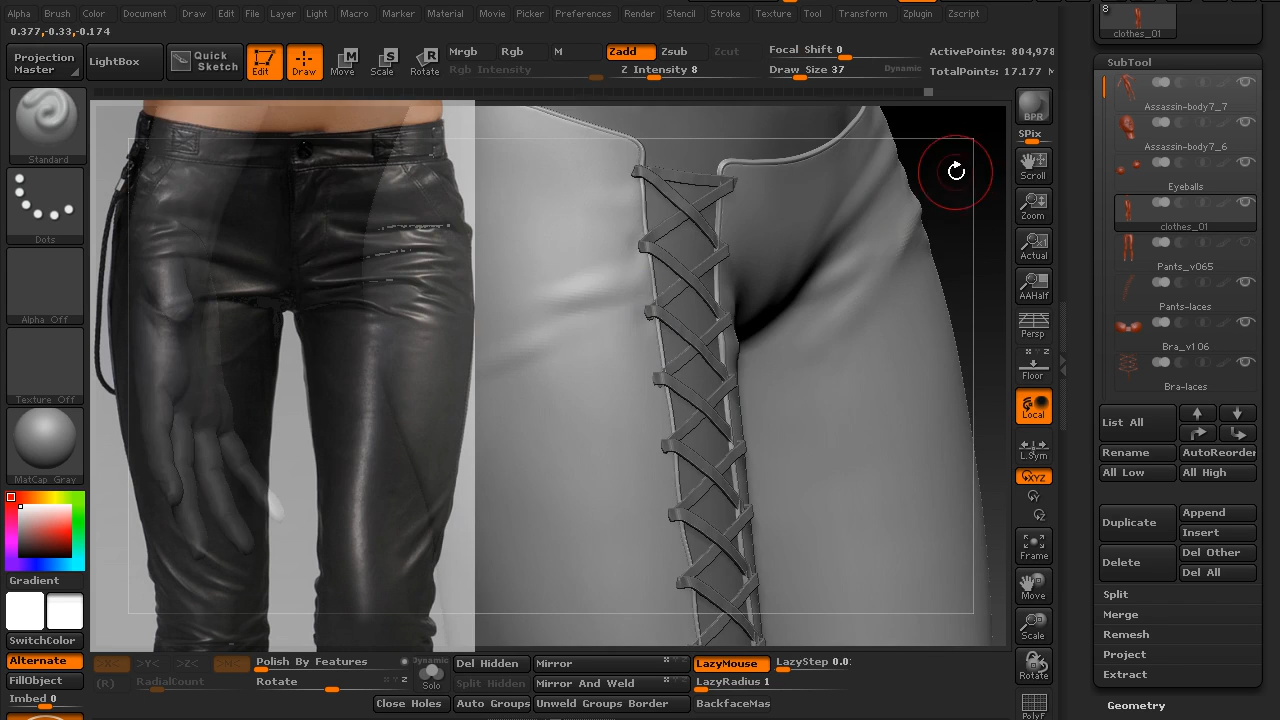 Alpha Brush Color Document Draw Edit File Layer Light Macro Marker Material Movie Picker Preferences Render Stencil Stroke Texture Tool Transform Zplugin Zscript
0.377,-0.33,-0.174
Projection Master
LightBox
Quick Sketch
Edit
Draw
Move
Scale
Rotate
Mrgb Rgb M Zadd Zsub Zcut
Rgb Intensity
Z Intensity 8
Focal Shift 0
Draw Size 37
Dynamic
ActivePoints: 804,978
TotalPoints: 17.177 M
Standard
Dots
Alpha Off
Texture Off
MatCap Gray
Gradient
SwitchColor
Alternate
FillObject
Imbed 0
BPR
SPix
Scroll
Zoom
Actual
AAHalf
Persp
Floor
Local
L.Sym
XYZ
Frame
Move
Scale
Rotate
PolyF
8
clothes_01
SubTool
Assassin-body7_7
Assassin-body7_6
Eyeballs
clothes_01
Pants_v065
Pants-laces
Bra_v106
Bra-laces
List All
Rename AutoReorder
All Low All High
Duplicate
Append
Insert
Delete
Del Other
Del All
Split
Merge
Remesh
Project
Extract
Geometry
>X< >Y< >Z< >M<
(R) RadialCount
Polish By Features
Rotate
Dynamic
Solo
Del Hidden
Split Hidden
Close Holes
Auto Groups
Mirror
Mirror And Weld
Unweld Groups Border
LazyMouse
LazyStep 0.0
LazyRadius 1
BackfaceMas